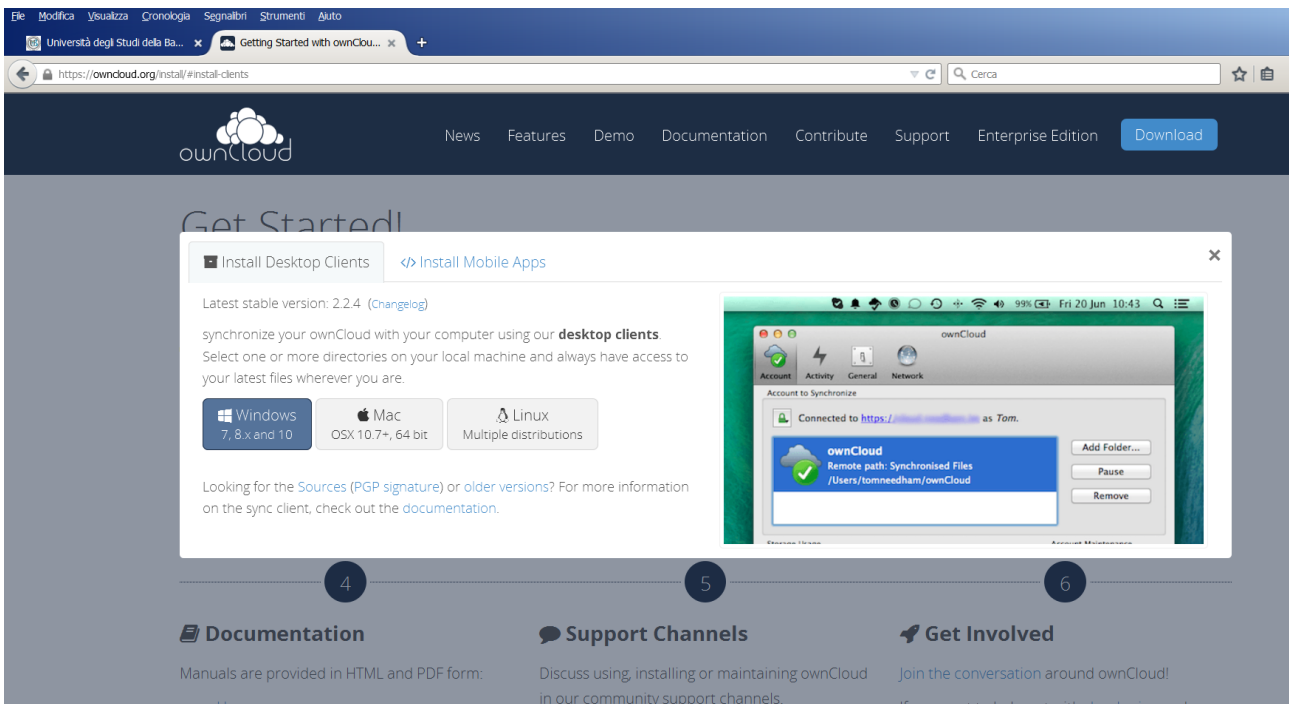 File Modifica Visualizza Cronologia Segnalibri Strumenti Aiuto
Università degli Studi della Ba... × Getting Started with ownClou... × +
https://owncloud.org/install/#install-clients Cerca
ownCloud News Features Demo Documentation Contribute Support Enterprise Edition Download
Get Started!
Install Desktop Clients </> Install Mobile Apps ×
Latest stable version: 2.2.4 (Changelog)
synchronize your ownCloud with your computer using our desktop clients.
Select one or more directories on your local machine and always have access to
your latest files wherever you are.
Windows
7, 8.x and 10
Mac
OSX 10.7+, 64 bit
Linux
Multiple distributions
Looking for the Sources (PGP signature) or older versions? For more information
on the sync client, check out the documentation.
99% Fri 20 Jun 10:43
ownCloud
Account Activity General Network
Account to Synchronize
Connected to https:/ as Tom.
ownCloud
Remote path: Synchronised Files
/Users/tomneedham/ownCloud
Add Folder...
Pause
Remove
Storage Usage Account Maintenance
4 5 6
Documentation
Manuals are provided in HTML and PDF form:
Support Channels
Discuss using, installing or maintaining ownCloud
in our community support channels.
Get Involved
Join the conversation around ownCloud!